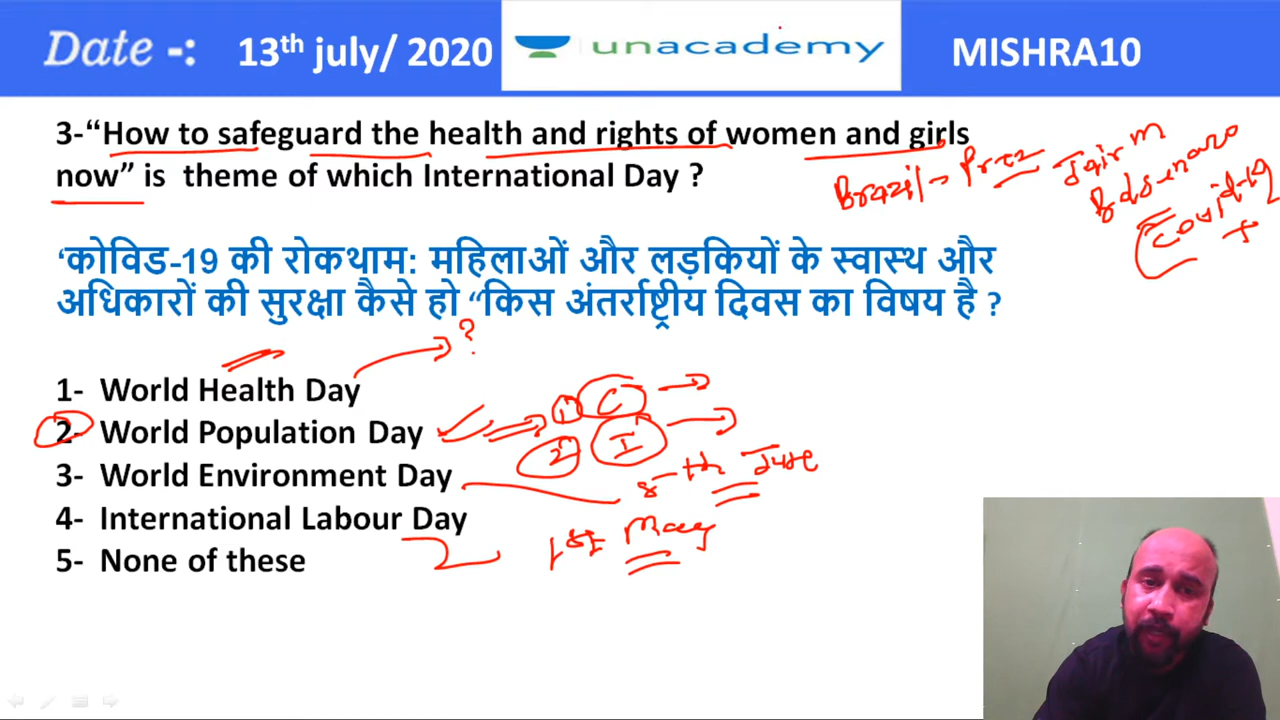 Date -: 13th july/ 2020 unacademy MISHRA10
3-“How to safeguard the health and rights of women and girls
now” is theme of which International Day ?
Brazil - Prez Jair m
Covid-19
+
‘कोविड-19 की रोकथाम: महिलाओं और लड़कियों के स्वास्थ और
अधिकारों की सुरक्षा कैसे हो “किस अंतर्राष्ट्रीय दिवस का विषय है ?
?
1- World Health Day
1 C
2- World Population Day
2 I
3- World Environment Day
5th June
4- International Labour Day
1st May
5- None of these